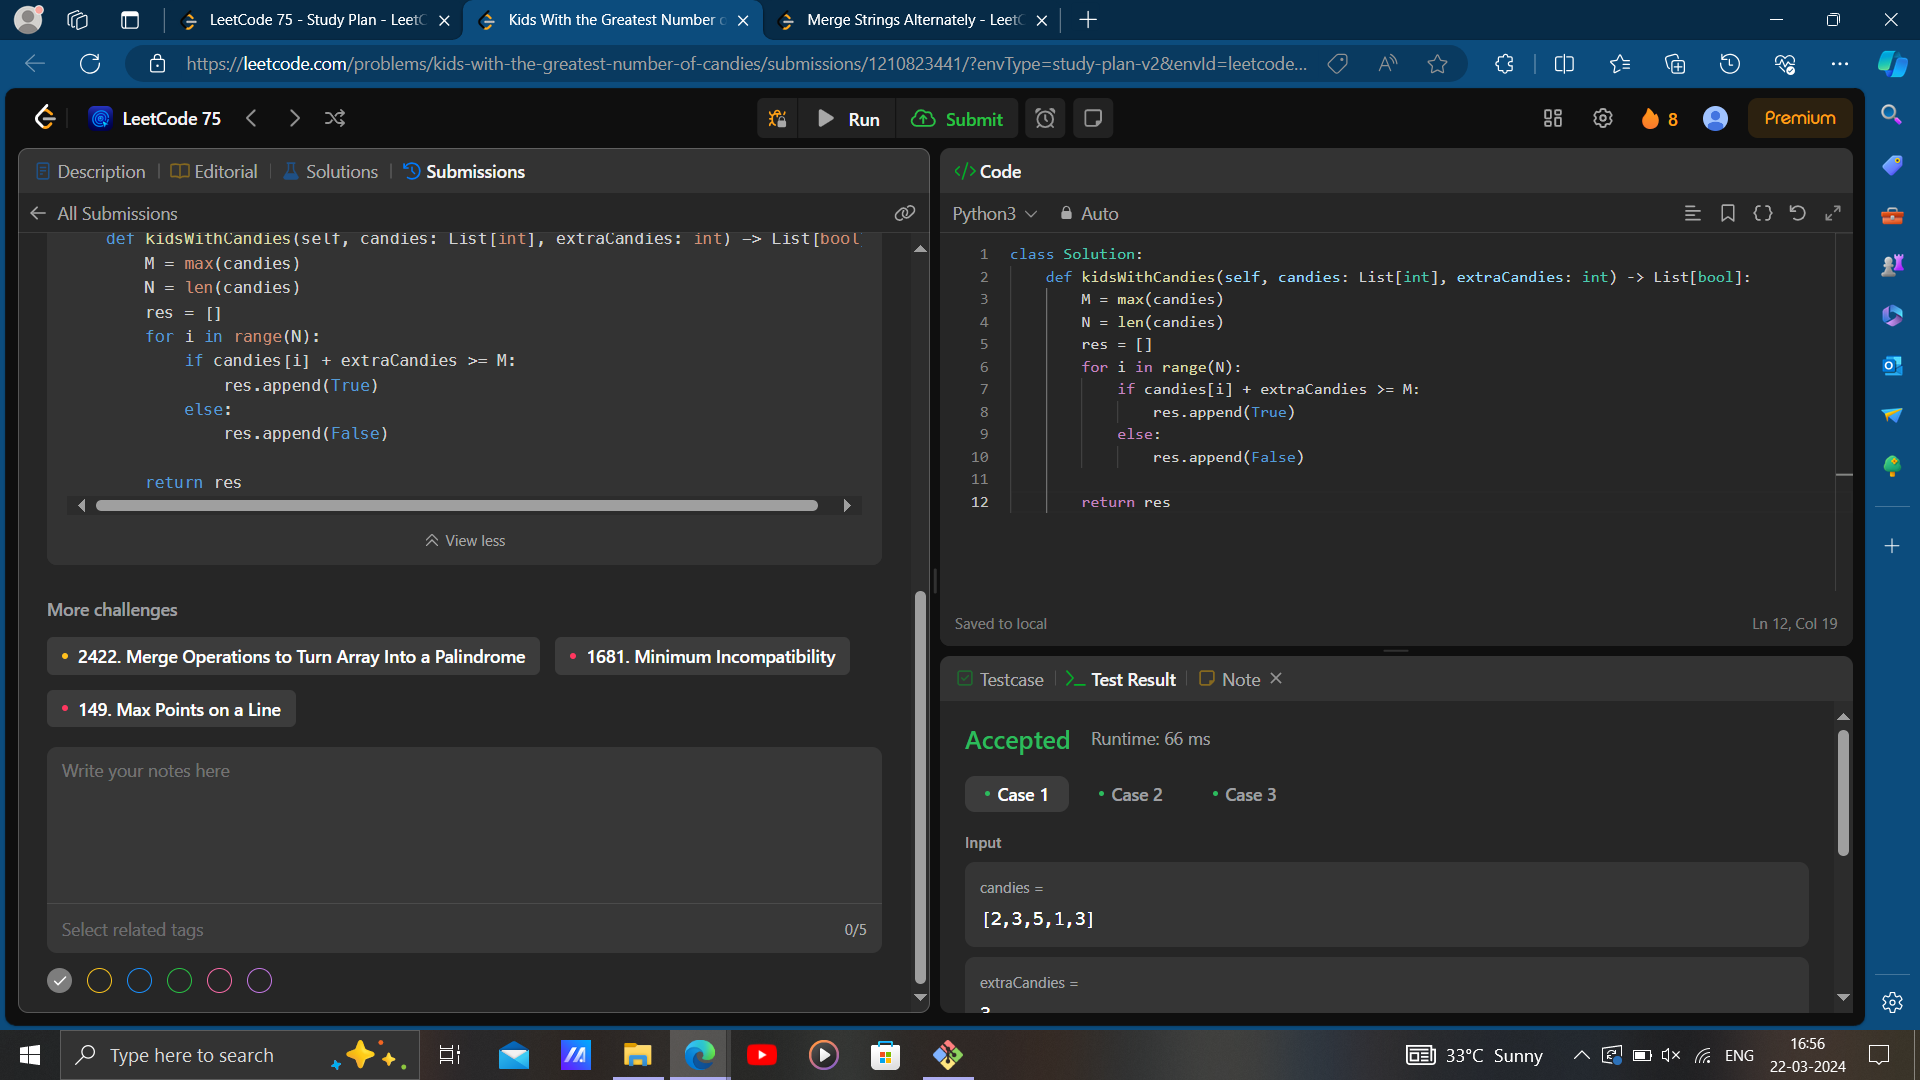 LeetCode 75 - Study Plan - LeetC
Kids With the Greatest Number o
Merge Strings Alternately - LeetC
https://leetcode.com/problems/kids-with-the-greatest-number-of-candies/submissions/1210823441/?envType=study-plan-v2&envId=leetcode...
LeetCode 75
Run
Submit
8
Premium
Description
Editorial
Solutions
Submissions
All Submissions
def kidsWithCandies(self, candies: List[int], extraCandies: int) -> List[bool
M = max(candies)
N = len(candies)
res = []
for i in range(N):
if candies[i] + extraCandies >= M:
res.append(True)
else:
res.append(False)
return res
View less
More challenges
2422. Merge Operations to Turn Array Into a Palindrome
1681. Minimum Incompatibility
149. Max Points on a Line
Write your notes here
Select related tags
0/5
</> Code
Python3
Auto
1 class Solution:
2 def kidsWithCandies(self, candies: List[int], extraCandies: int) -> List[bool]:
3 M = max(candies)
4 N = len(candies)
5 res = []
6 for i in range(N):
7 if candies[i] + extraCandies >= M:
8 res.append(True)
9 else:
10 res.append(False)
11
12 return res
Saved to local
Ln 12, Col 19
Testcase
Test Result
Note
Accepted
Runtime: 66 ms
Case 1
Case 2
Case 3
Input
candies =
[2,3,5,1,3]
extraCandies =
3
Type here to search
33°C Sunny
ENG
16:56
22-03-2024